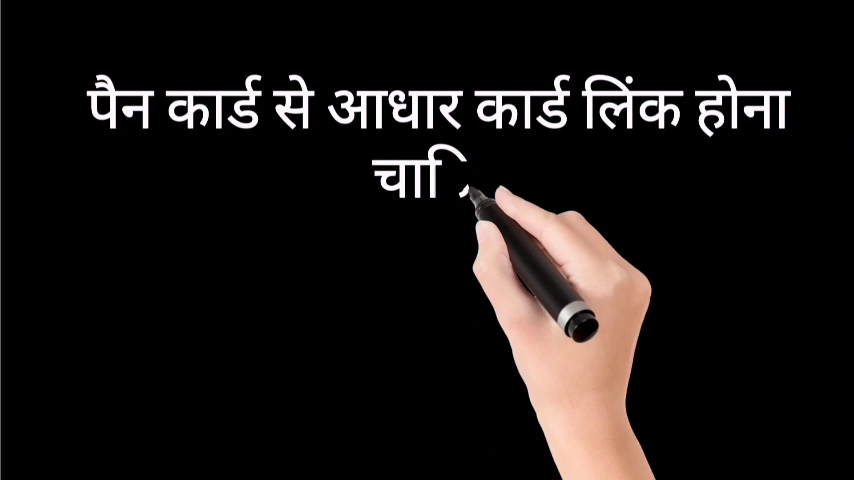 पैन कार्ड से आधार कार्ड लिंक होना